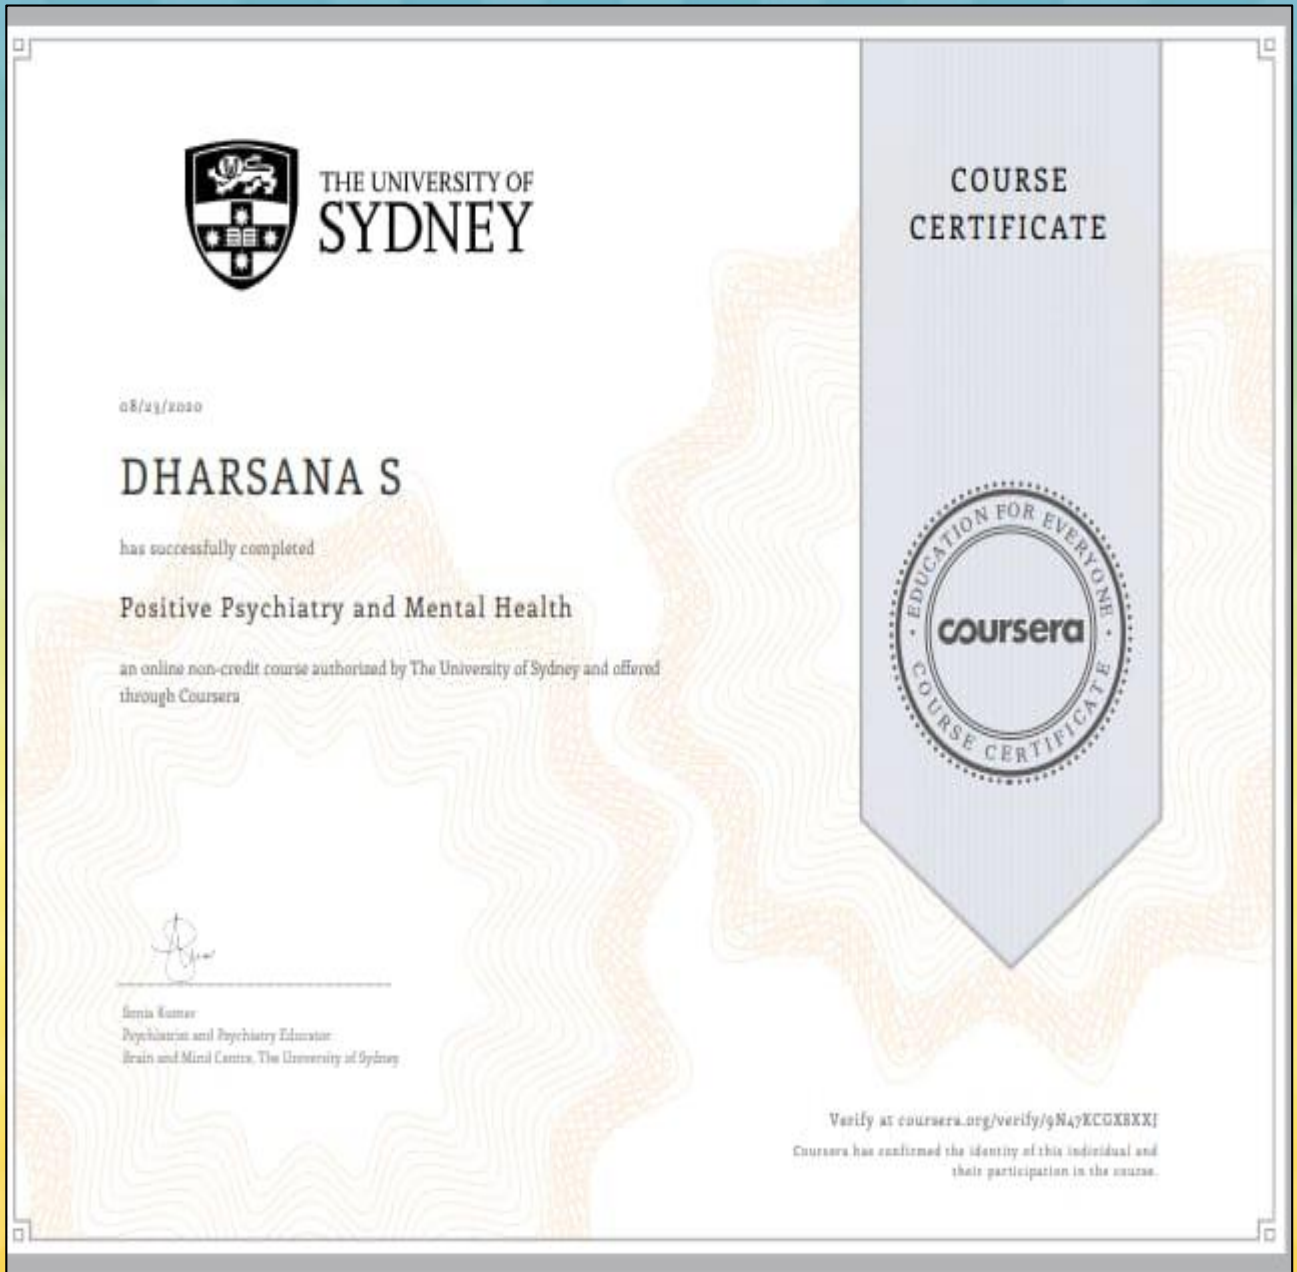 THE UNIVERSITY OF
SYDNEY
COURSE
CERTIFICATE
08/23/2020
DHARSANA S
has successfully completed
Positive Psychiatry and Mental Health
an online non-credit course authorized by The University of Sydney and offered
through Coursera
EDUCATION FOR EVERYONE
coursera
COURSE CERTIFICATE
Psychiatrist and Psychiatry Educator
Brain and Mind Centre, The University of Sydney
Verify at coursera.org/verify/
Coursera has confirmed the identity of this individual and
their participation in the course.